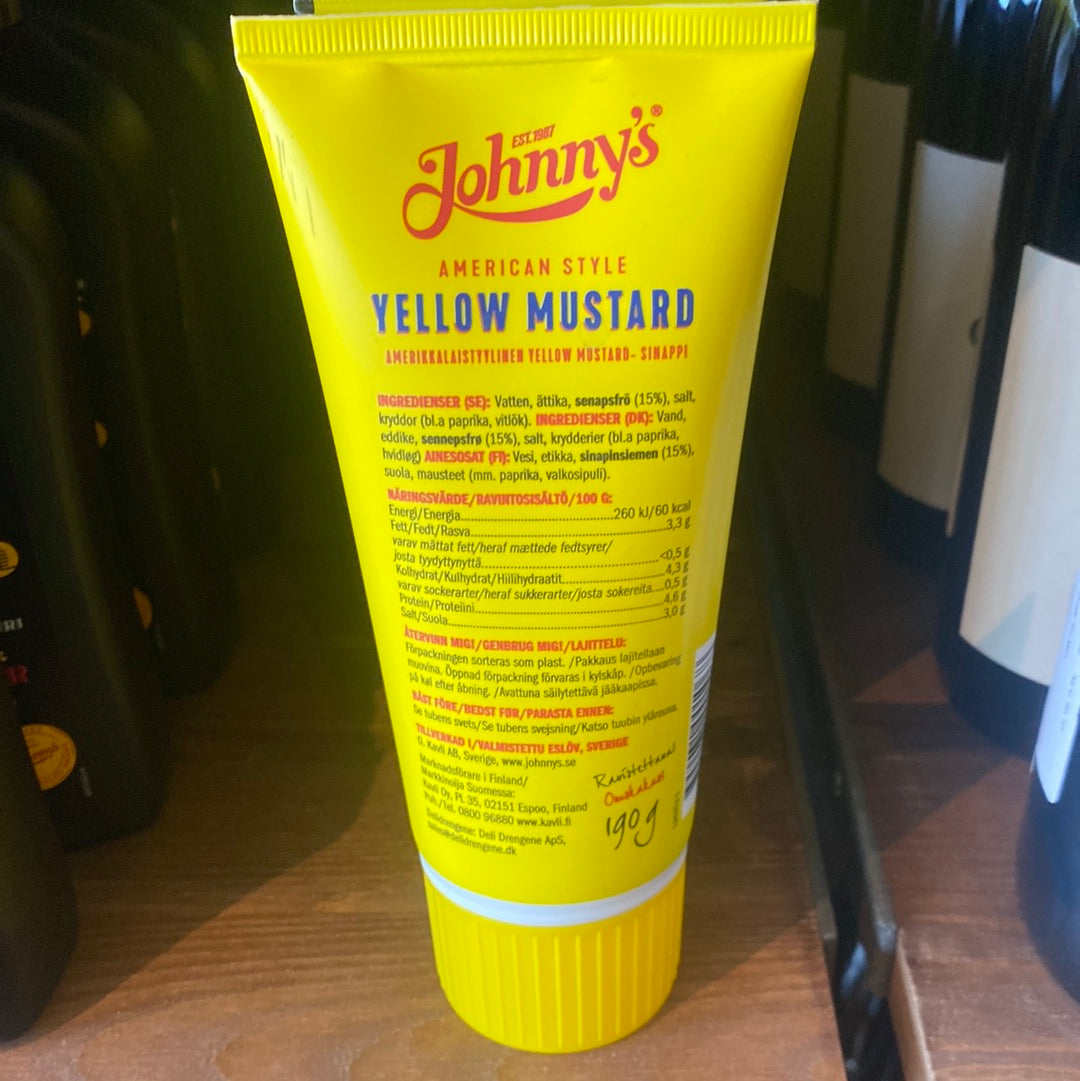 EST. 1987
Johnny's®
AMERICAN STYLE
YELLOW MUSTARD
AMERIKKALAISTYYLINEN YELLOW MUSTARD- SINAPPI
INGREDIENSER (SE): Vatten, ättika, senapsfrö (15%), salt,
kryddor (bl.a paprika, vitlök). INGREDIENSER (DK): Vand,
eddike, sennepsfrø (15%), salt, krydderier (bl.a paprika,
hvidløg) AINESOSAT (FI): Vesi, etikka, sinapinsiemen (15%),
suola, mausteet (mm. paprika, valkosipuli).
NÄRINGSVÄRDE/RAVINTOSISÄLTÖ/100 G:
Energi/Energia 260 kJ/60 kcal
Fett/Fedt/Rasva 3,3 g
varav mättat fett/heraf mættede fedtsyrer/
josta tyydyttynyttä <0,5 g
Kolhydrat/Kulhydrat/Hiilihydraatit 4,3 g
varav sockerarter/heraf sukkerarter/josta sokereita 0,5 g
Protein/Proteiini 4,6 g
Salt/Suola 3,0 g
ÅTERVINN MIG!/GENBRUG MIG!/LAJITTELU:
Förpackningen sorteras som plast. /Pakkaus lajitellaan
muovina. Öppnad förpackning förvaras i kylskåp. /Opbevaring
på køl efter åbning. /Avattuna säilytettävä jääkaapissa.
BÄST FÖRE/BEDST FØR/PARASTA ENNEN:
Se tubens svets/Se tubens svejsning/Katso tuubin yläreuna.
TILLVERKAD I/VALMISTETTU ESLÖV, SVERIGE
O. Kavli AB, Sverige, www.johnnys.se
Marknadsförare i Finland/
Markkinoija Suomessa:
Kavli Oy, PL 35, 02151 Espoo, Finland
Puh./Tel. 0800 96880 www.kavli.fi
Delidrengene: Deli Drengene ApS,
sales@delidrengene.dk
Ravistettava!
Omskakas!
190 g